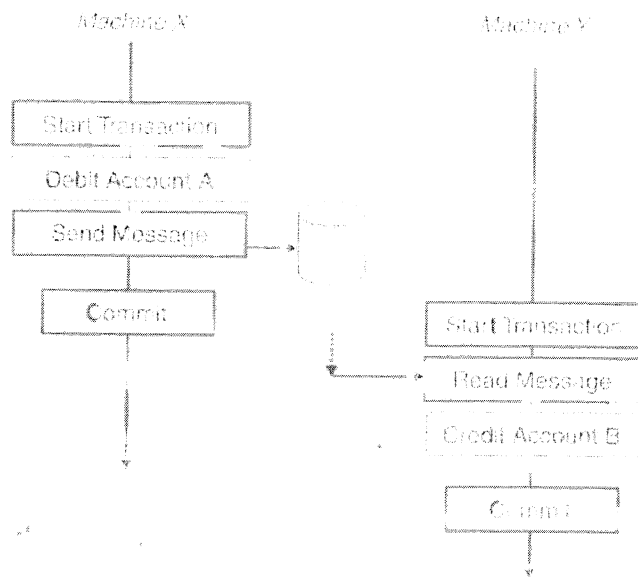 Machine X
Start Transaction
Debit Account A
Send Message
Commit
Machine Y
Start Transaction
Read Message
Credit Account B
Commit